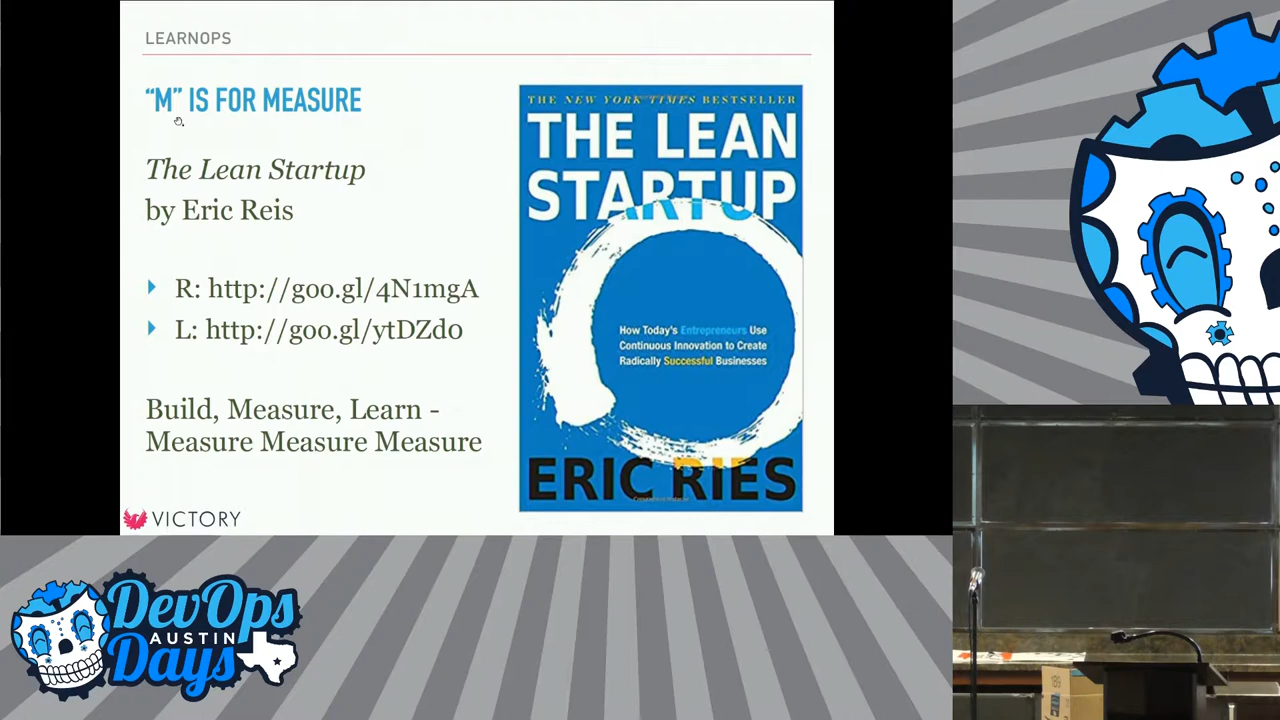 LEARNOPS
“M” IS FOR MEASURE
The Lean Startup
by Eric Reis
R: http://goo.gl/4N1mgA
L: http://goo.gl/ytDZd0
Build, Measure, Learn -
Measure Measure Measure
VICTORY
THE NEW YORK TIMES BESTSELLER
THE LEAN
STARTUP
How Today's Entrepreneurs Use
Continuous Innovation to Create
Radically Successful Businesses
ERIC RIES
DevOps
AUSTIN
Days